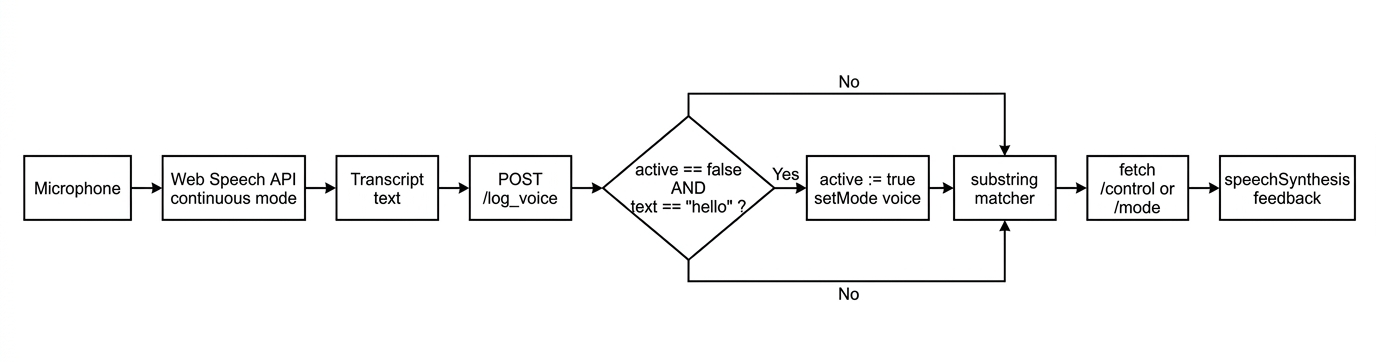 Microphone
Web Speech API
continuous mode
Transcript
text
POST
/log_voice
active == false
AND
text == "hello" ?
No
Yes
No
active := true
setMode voice
substring
matcher
fetch
/control or
/mode
speechSynthesis
feedback